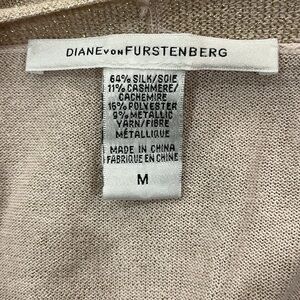 DIANE VON FURSTENBERG
64% SILK/SOIE
11% CASHMERE/
CACHEMIRE
16% POLYESTER
9% METALLIC
YARN/FIBRE
MÉTALLIQUE
MADE IN CHINA
FABRIQUÉ EN CHINE
M